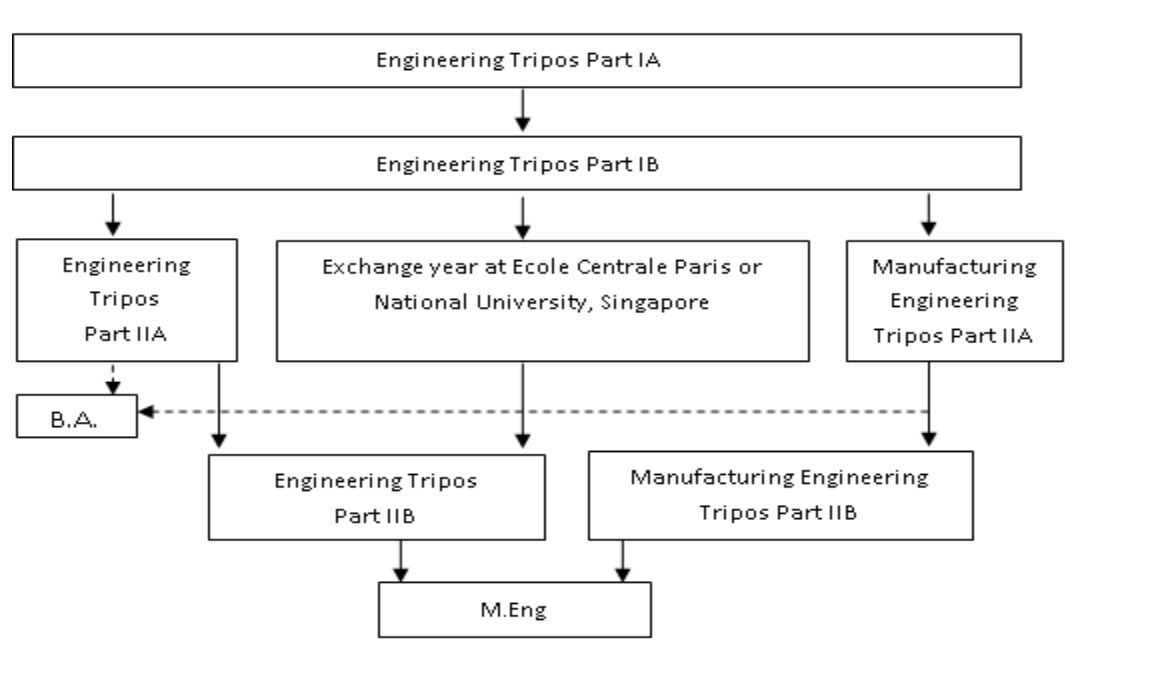 Engineering Tripos Part IA
Engineering Tripos Part IB
Engineering
Tripos
Part IIA
Exchange year at Ecole Centrale Paris or
National University, Singapore
Manufacturing
Engineering
Tripos Part IIA
B.A.
Engineering Tripos
Part IIB
Manufacturing Engineering
Tripos Part IIB
M.Eng